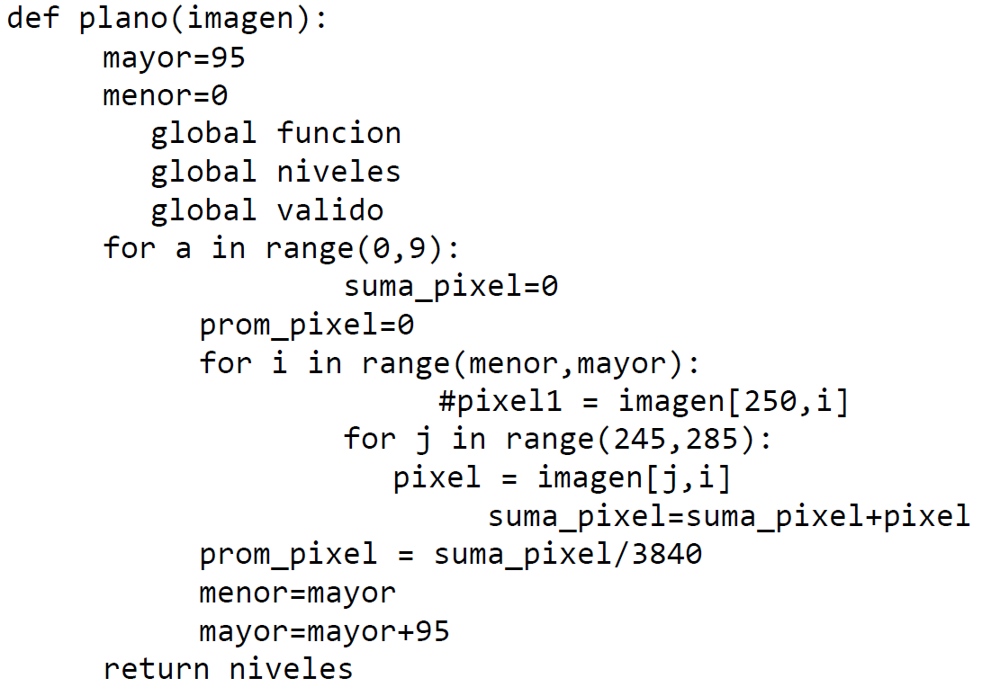 def plano(imagen):
mayor=95
menor=0
global funcion
global niveles
global valido
for a in range(0,9):
suma_pixel=0
prom_pixel=0
for i in range(menor,mayor):
#pixel1 = imagen[250,i]
for j in range(245,285):
pixel = imagen[j,i]
suma_pixel=suma_pixel+pixel
prom_pixel = suma_pixel/3840
menor=mayor
mayor=mayor+95
return niveles